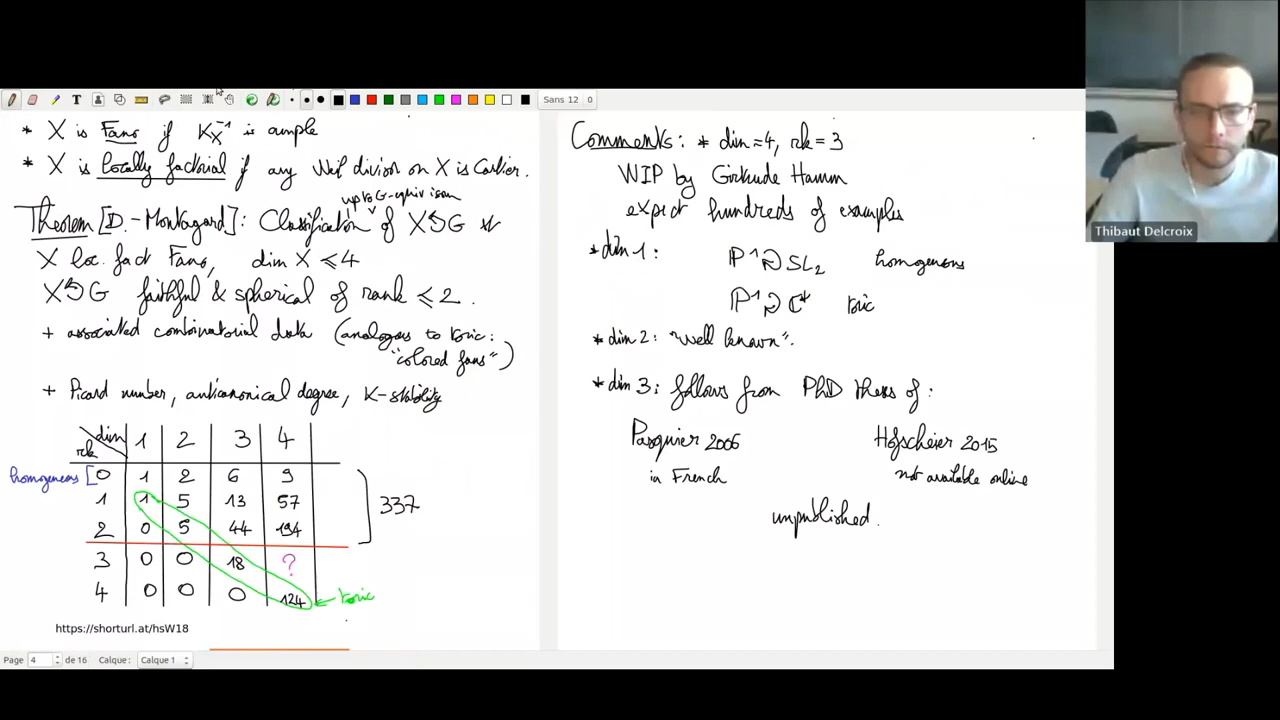 Sans 12 0
* X is Fano if K_X^{-1} is ample
* X is locally factorial if any Weil divisor on X is Cartier.
up to G-equiv isom
Theorem [D.-Montagard]: Classification of X↶G st
X loc. fact Fano, dim X ≤ 4
X↶G faithful & spherical of rank ≤ 2.
+ associated combinatorial data (analogous to toric:
"colored fans")
+ Picard number, anticanonical degree, K-stability
rk dim 1 2 3 4
homogeneous [ 0 1 2 6 9
1 1 5 13 57
2 0 5 44 194
337
3 0 0 18 ?
4 0 0 0 124 ← toric
https://shorturl.at/hsW18
Comments: * dim=4, rk=3
WIP by Girtrude Hamm
expect hundreds of examples
* dim 1: P^1 ↶ SL_2 homogeneous
P^1 ↶ C* toric
* dim 2: "well known".
* dim 3: follows from PhD theses of:
Pasquier 2006 Hofscheier 2015
in French not available online
unpublished.
Thibaut Delcroix
Page 4 de 16 Calque : Calque 1